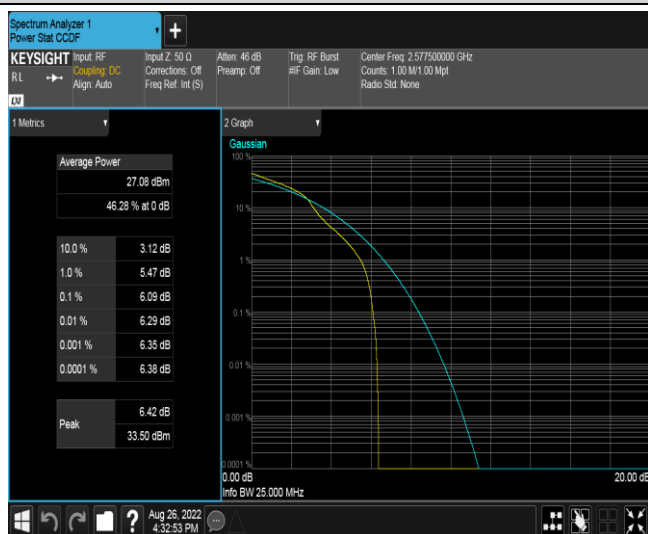 Spectrum Analyzer 1
Power Stat CCDF
+
KEYSIGHT
RL
LXI
Input: RF
Coupling: DC
Align: Auto
Input Z: 50 Ω
Corrections: Off
Freq Ref: Int (S)
Atten: 46 dB
Preamp: Off
Trig: RF Burst
#IF Gain: Low
Center Freq: 2.577500000 GHz
Counts: 1.00 M/1.00 Mpt
Radio Std: None
1 Metrics
Average Power
27.08 dBm
46.28 % at 0 dB
10.0 % 3.12 dB
1.0 % 5.47 dB
0.1 % 6.09 dB
0.01 % 6.29 dB
0.001 % 6.35 dB
0.0001 % 6.38 dB
Peak
6.42 dB
33.50 dBm
2 Graph
Gaussian
100 %
10 %
1 %
0.1 %
0.01 %
0.001 %
0.0001 %
0.00 dB
20.00 dB
Info BW 25.000 MHz
?
Aug 26, 2022
4:32:53 PM